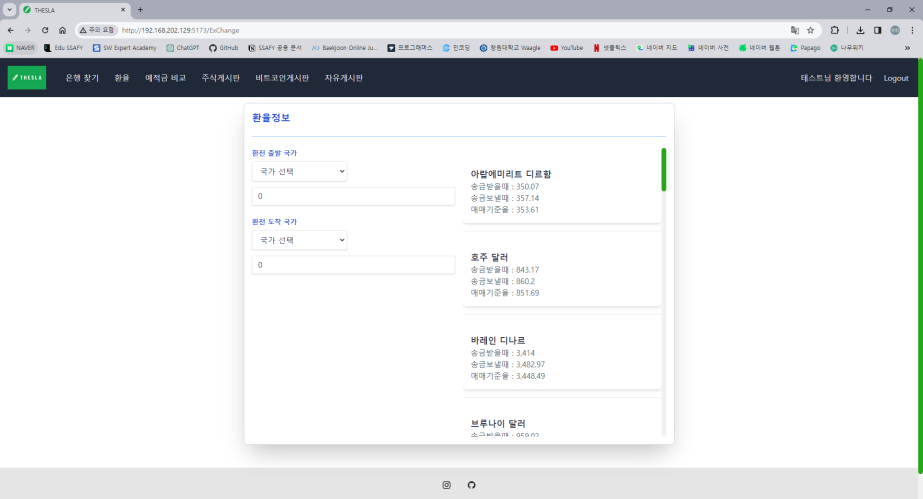 THESLA
주의 요함 http://192.168.202.129:5173/ExChange
NAVER Edu SSAFY SW Expert Academy ChatGPT GitHub SSAFY 공용 문서 Baekjoon Online Ju... 프로그래머스 민코딩 창원대학교 Waagle YouTube 넷플릭스 네이버 지도 네이버 사전 네이버 웹툰 Papago 나무위키
THESLA 은행 찾기 환율 예적금 비교 주식게시판 비트코인게시판 자유게시판 테스트님 환영합니다 Logout
환율정보
환전 출발 국가
국가 선택
0
환전 도착 국가
국가 선택
0
아랍에미리트 디르함
송금받을때 : 350.07
송금보낼때 : 357.14
매매기준율 : 353.61
호주 달러
송금받을때 : 843.17
송금보낼때 : 860.2
매매기준율 : 851.69
바레인 디나르
송금받을때 : 3,414
송금보낼때 : 3,482.97
매매기준율 : 3,448.49
브루나이 달러
송금받을때 : 959.02